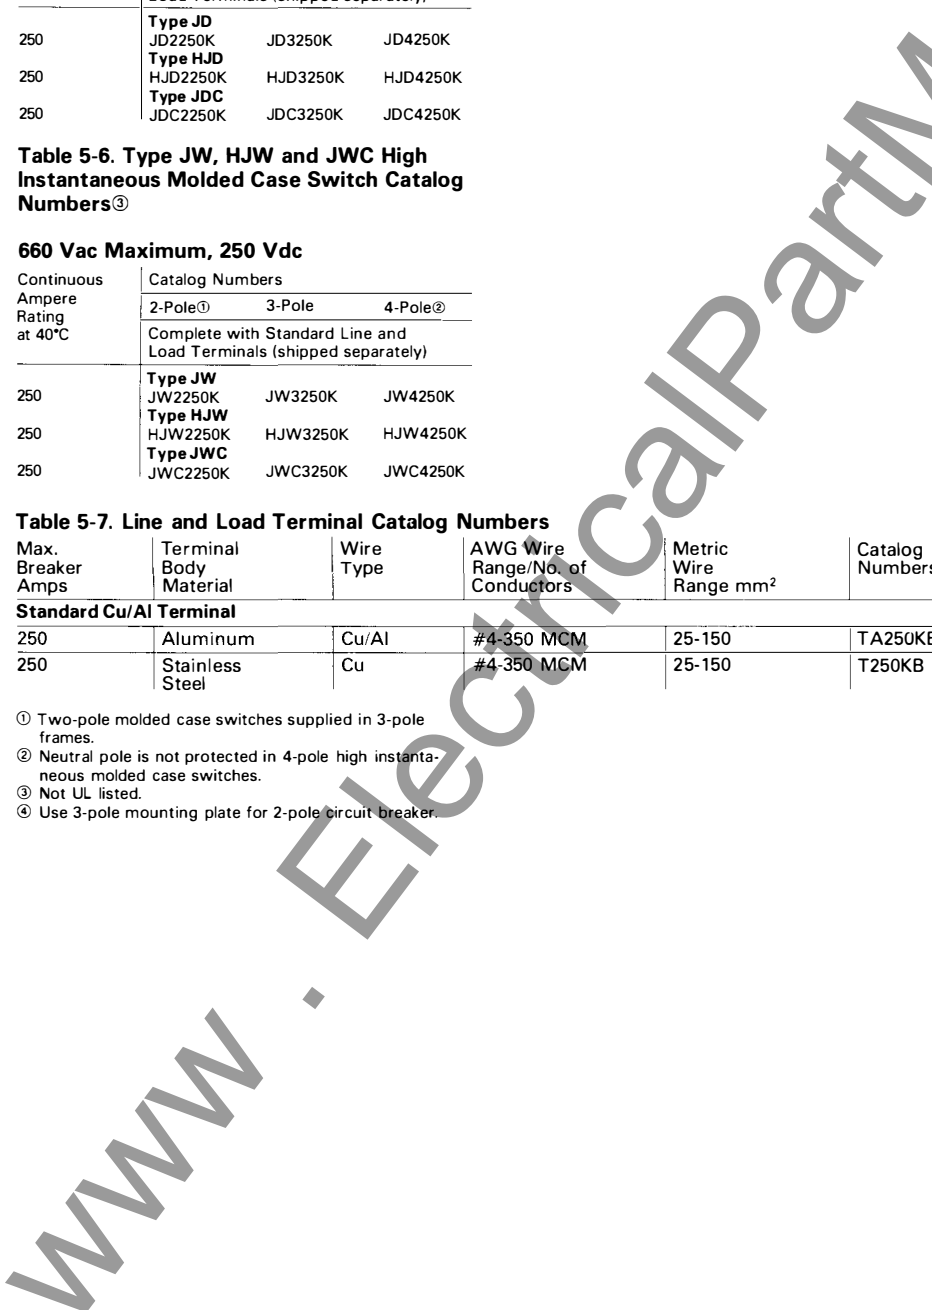 Type JD
250 JD2250K JD3250K JD4250K
Type HJD
250 HJD2250K HJD3250K HJD4250K
Type JDC
250 JDC2250K JDC3250K JDC4250K
Table 5-6. Type JW, HJW and JWC High
Instantaneous Molded Case Switch Catalog
Numbers③
660 Vac Maximum, 250 Vdc
Continuous
Ampere
Rating
at 40°C
Catalog Numbers
2-Pole① 3-Pole 4-Pole②
Complete with Standard Line and
Load Terminals (shipped separately)
Type JW
250 JW2250K JW3250K JW4250K
Type HJW
250 HJW2250K HJW3250K HJW4250K
Type JWC
250 JWC2250K JWC3250K JWC4250K
Table 5-7. Line and Load Terminal Catalog Numbers
Max. Terminal Wire AWG Wire Metric Catalog
Breaker Body Type Range/No. of Wire Numbers
Amps Material Conductors Range mm²
Standard Cu/Al Terminal
250 Aluminum Cu/Al #4-350 MCM 25-150 TA250KB
250 Stainless Cu #4-350 MCM 25-150 T250KB
Steel
① Two-pole molded case switches supplied in 3-pole
frames.
② Neutral pole is not protected in 4-pole high instanta-
neous molded case switches.
③ Not UL listed.
④ Use 3-pole mounting plate for 2-pole circuit breaker.
www . ElectricalPartM